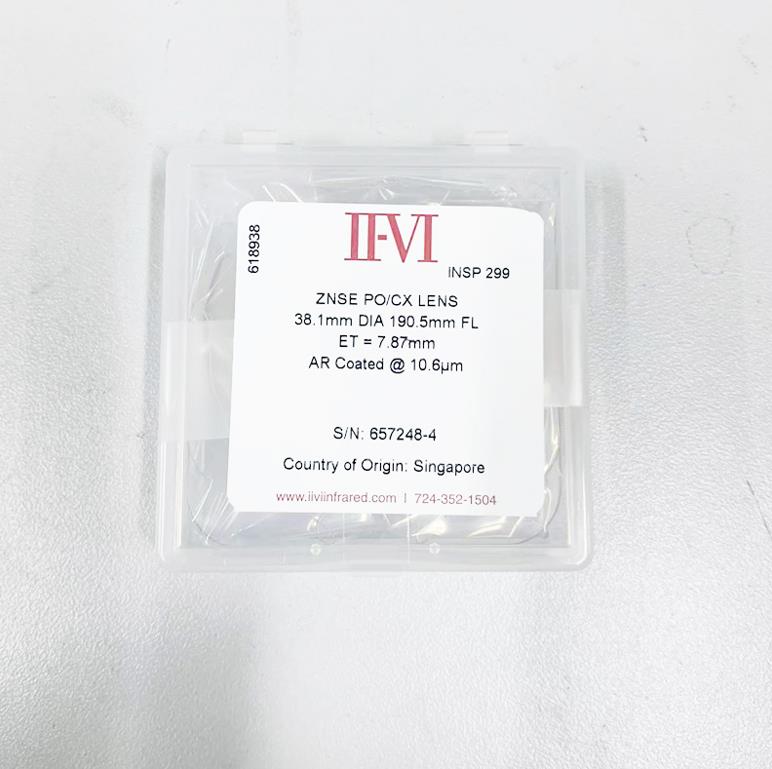 618938
II-VI
INSP 299
ZNSE PO/CX LENS
38.1mm DIA 190.5mm FL
ET = 7.87mm
AR Coated @ 10.6µm
S/N: 657248-4
Country of Origin: Singapore
www.iiviinfrared.com | 724-352-1504